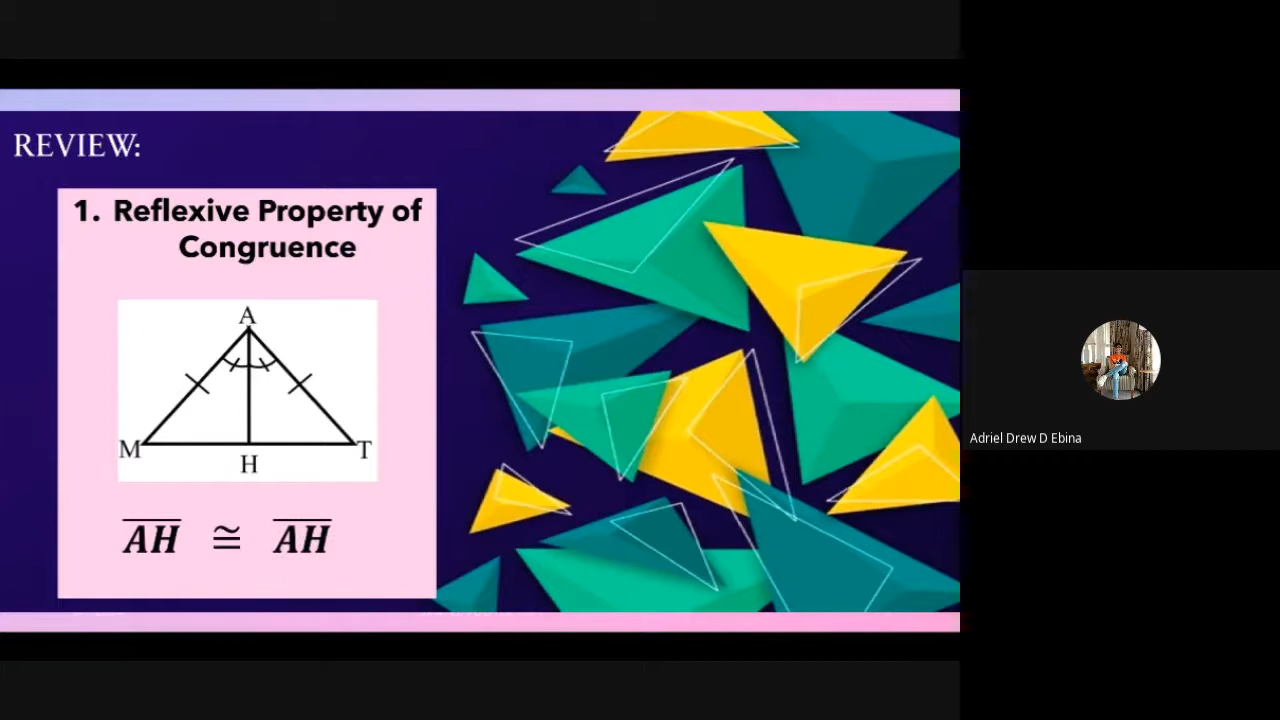 REVIEW:
1. Reflexive Property of
Congruence
A
M
T
H
AH ≅ AH
Adriel Drew D Ebina